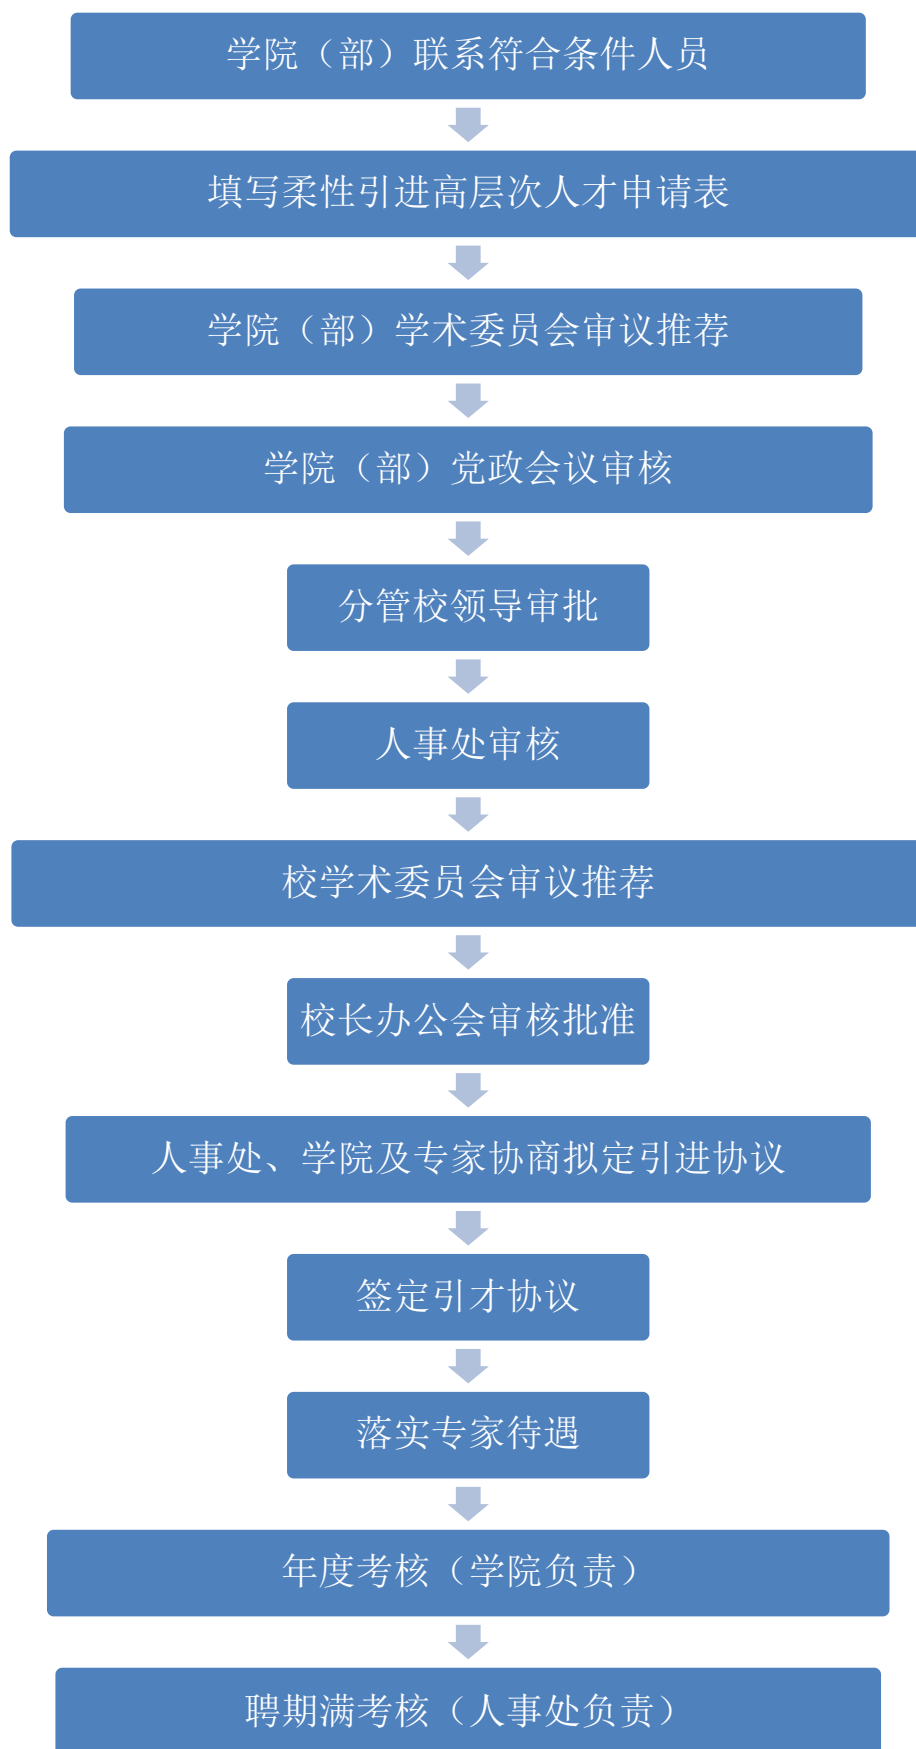 学院（部）联系符合条件人员
填写柔性引进高层次人才申请表
学院（部）学术委员会审议推荐
学院（部）党政会议审核
分管校领导审批
人事处审核
校学术委员会审议推荐
校长办公会审核批准
人事处、学院及专家协商拟定引进协议
签定引才协议
落实专家待遇
年度考核（学院负责）
聘期满考核（人事处负责）